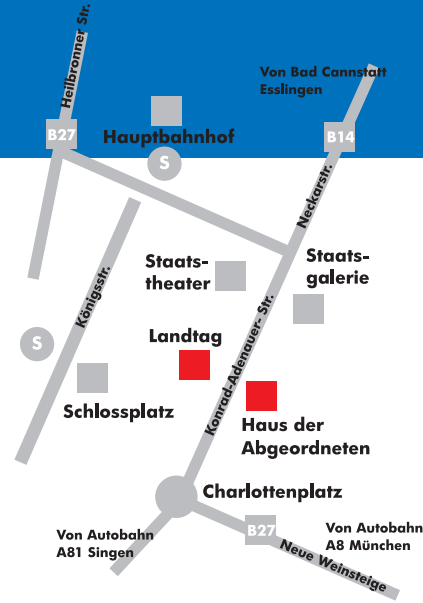 Heilbronner Str.
Von Bad Cannstatt
Esslingen
B27
Hauptbahnhof
B14
S
Neckarstr.
Staats-
theater
Staats-
galerie
Königsstr.
S
Landtag
Konrad-Adenauer- Str.
Schlossplatz
Haus der
Abgeordneten
Charlottenplatz
Von Autobahn
A81 Singen
B27
Von Autobahn
A8 München
Neue Weinsteige